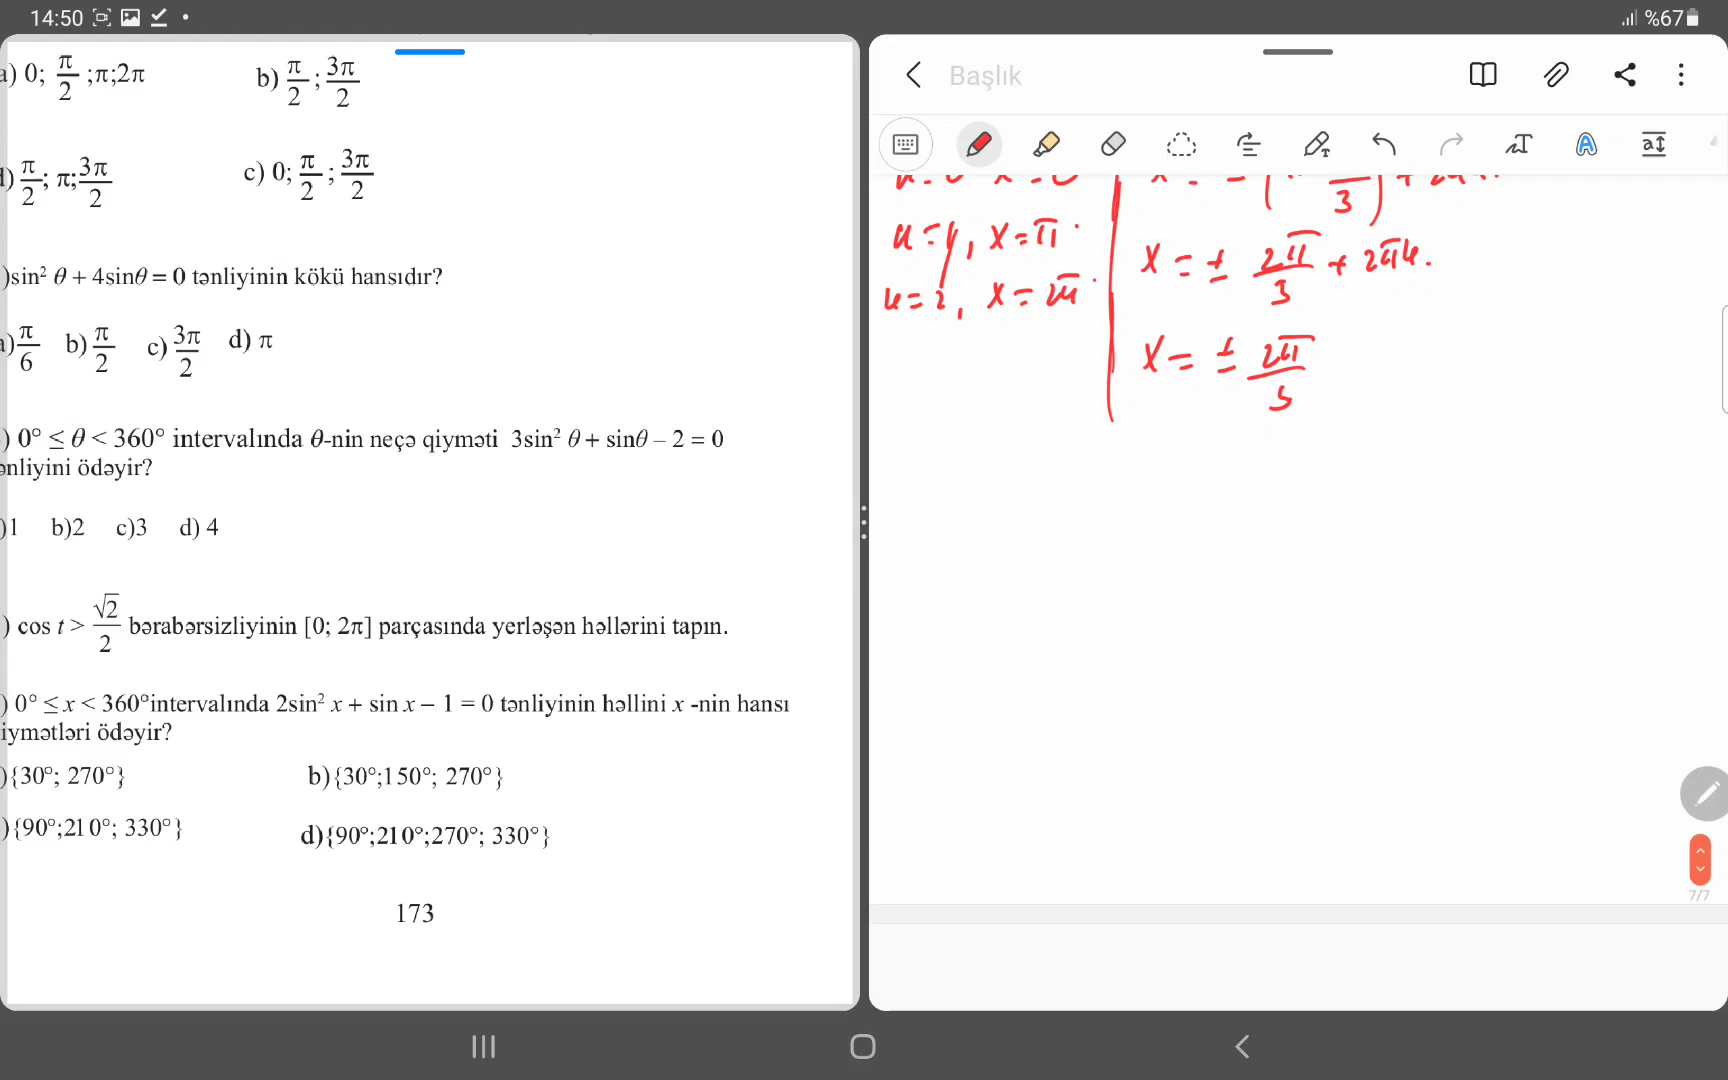 14:50
%67
) 0; π/2 ;π;2π b) π/2 ; 3π/2
) π/2; π; 3π/2 c) 0; π/2 ; 3π/2
)sin² θ + 4sinθ = 0 tənliyinin kökü hansıdır?
) π/6 b) π/2 c) 3π/2 d) π
) 0° ≤ θ < 360° intervalında θ-nin neçə qiyməti 3sin² θ + sinθ – 2 = 0
ənliyini ödəyir?
)1 b)2 c)3 d) 4
) cos t > √2/2 bərabərsizliyinin [0; 2π] parçasında yerləşən həllərini tapın.
) 0° ≤ x < 360°intervalında 2sin² x + sin x – 1 = 0 tənliyinin həllini x -nin hansı
iymətləri ödəyir?
){30°; 270°} b){30°;150°; 270°}
){90°;210°; 330°} d){90°;210°;270°; 330°}
173
Başlık
3
x = π
x = ± 2π/3 + 2πk.
x = ± 2π/3
7/7